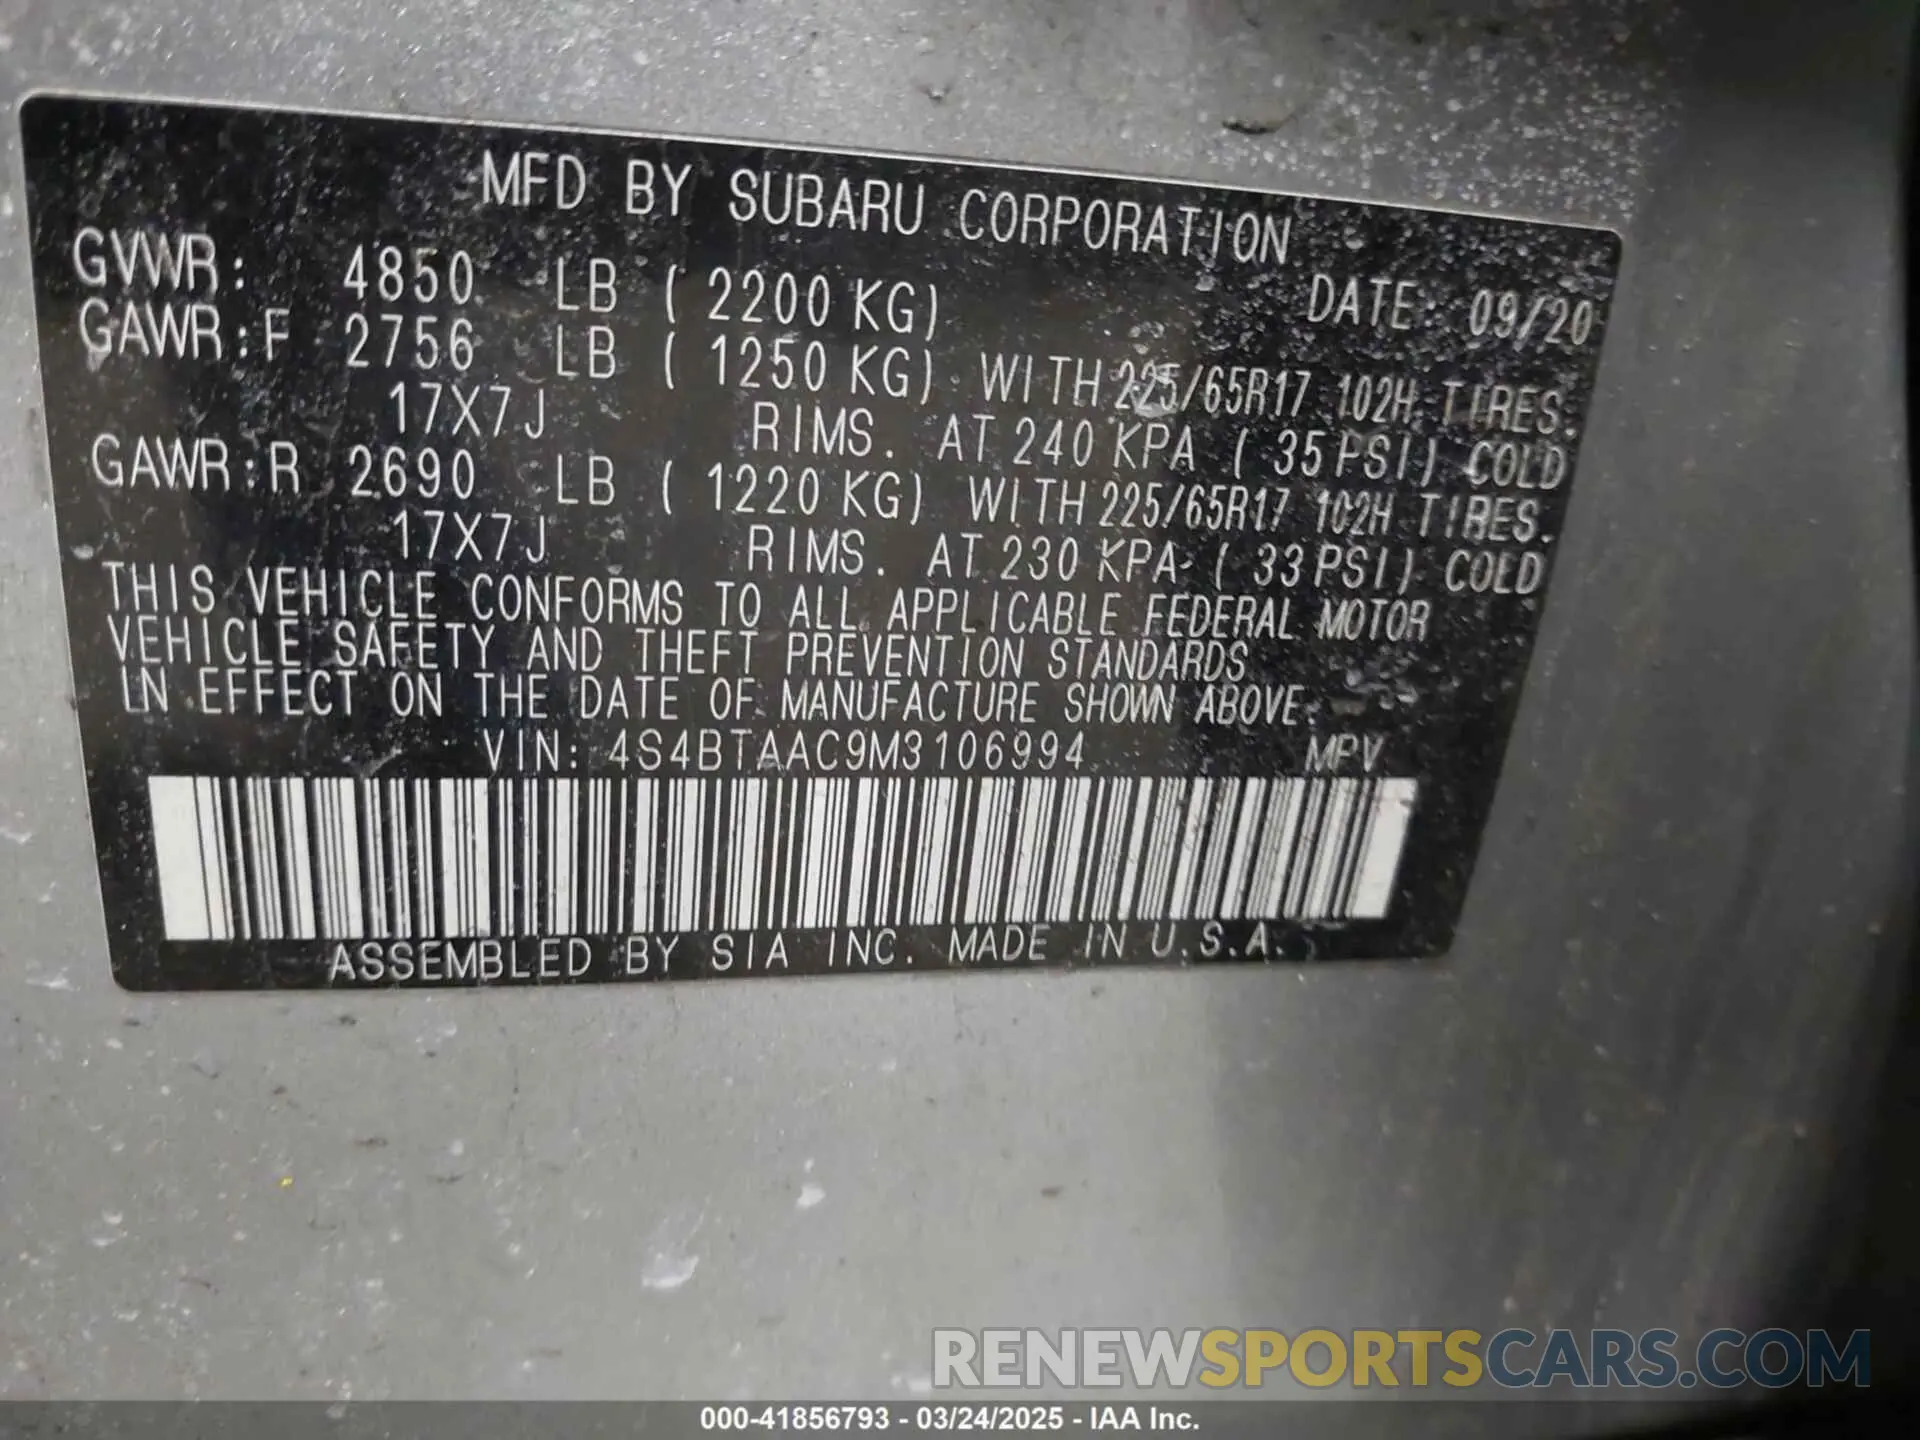 MFD BY SUBARU CORPORATION
GVWR: 4850 LB ( 2200 KG) DATE: 09/20
GAWR:F 2756 LB ( 1250 KG) WITH 225/65R17 102H TIRES.
17X7J RIMS. AT 240 KPA ( 35 PSI) COLD
GAWR:R 2690 LB ( 1220 KG) WITH 225/65R17 102H TIRES.
17X7J RIMS. AT 230 KPA ( 33 PSI) COLD
THIS VEHICLE CONFORMS TO ALL APPLICABLE FEDERAL MOTOR
VEHICLE SAFETY AND THEFT PREVENTION STANDARDS
IN EFFECT ON THE DATE OF MANUFACTURE SHOWN ABOVE.
VIN: 4S4BTAAC9M3106994 MPV
ASSEMBLED BY SIA INC. MADE IN U.S.A.
RENEWSPORTSCARS.COM
000-41856793 - 03/24/2025 - IAA Inc.